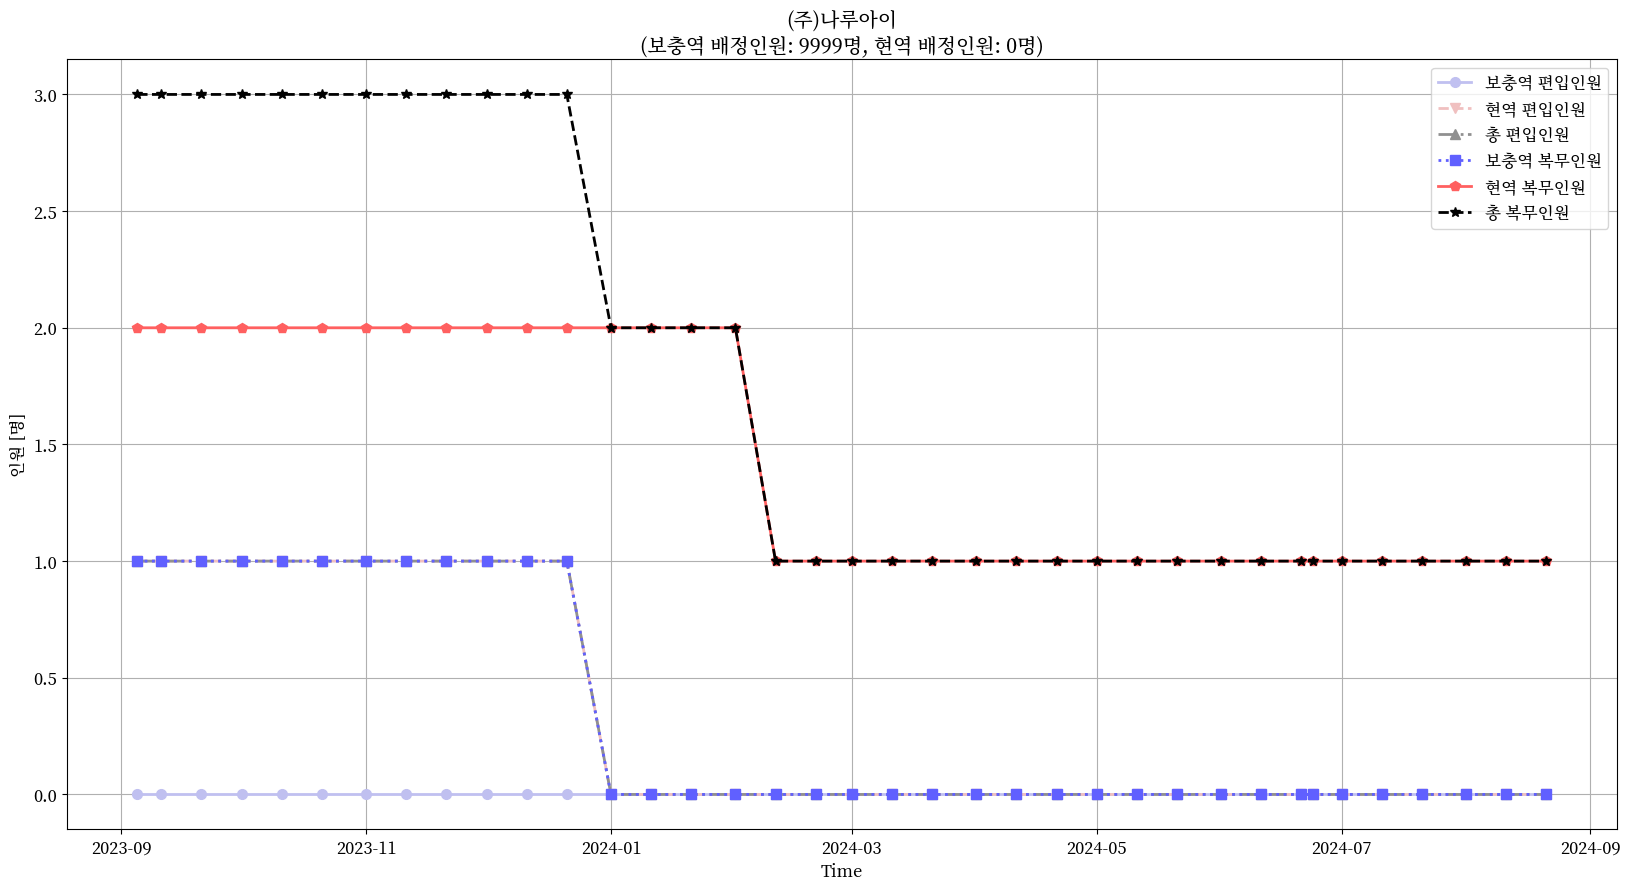 (주)나루아이
(보충역 배정인원: 9999명, 현역 배정인원: 0명)
보충역 편입인원
현역 편입인원
총 편입인원
보충역 복무인원
현역 복무인원
총 복무인원
3.0
2.5
2.0
1.5
1.0
0.5
0.0
인원 [명]
2023-09
2023-11
2024-01
2024-03
2024-05
2024-07
2024-09
Time